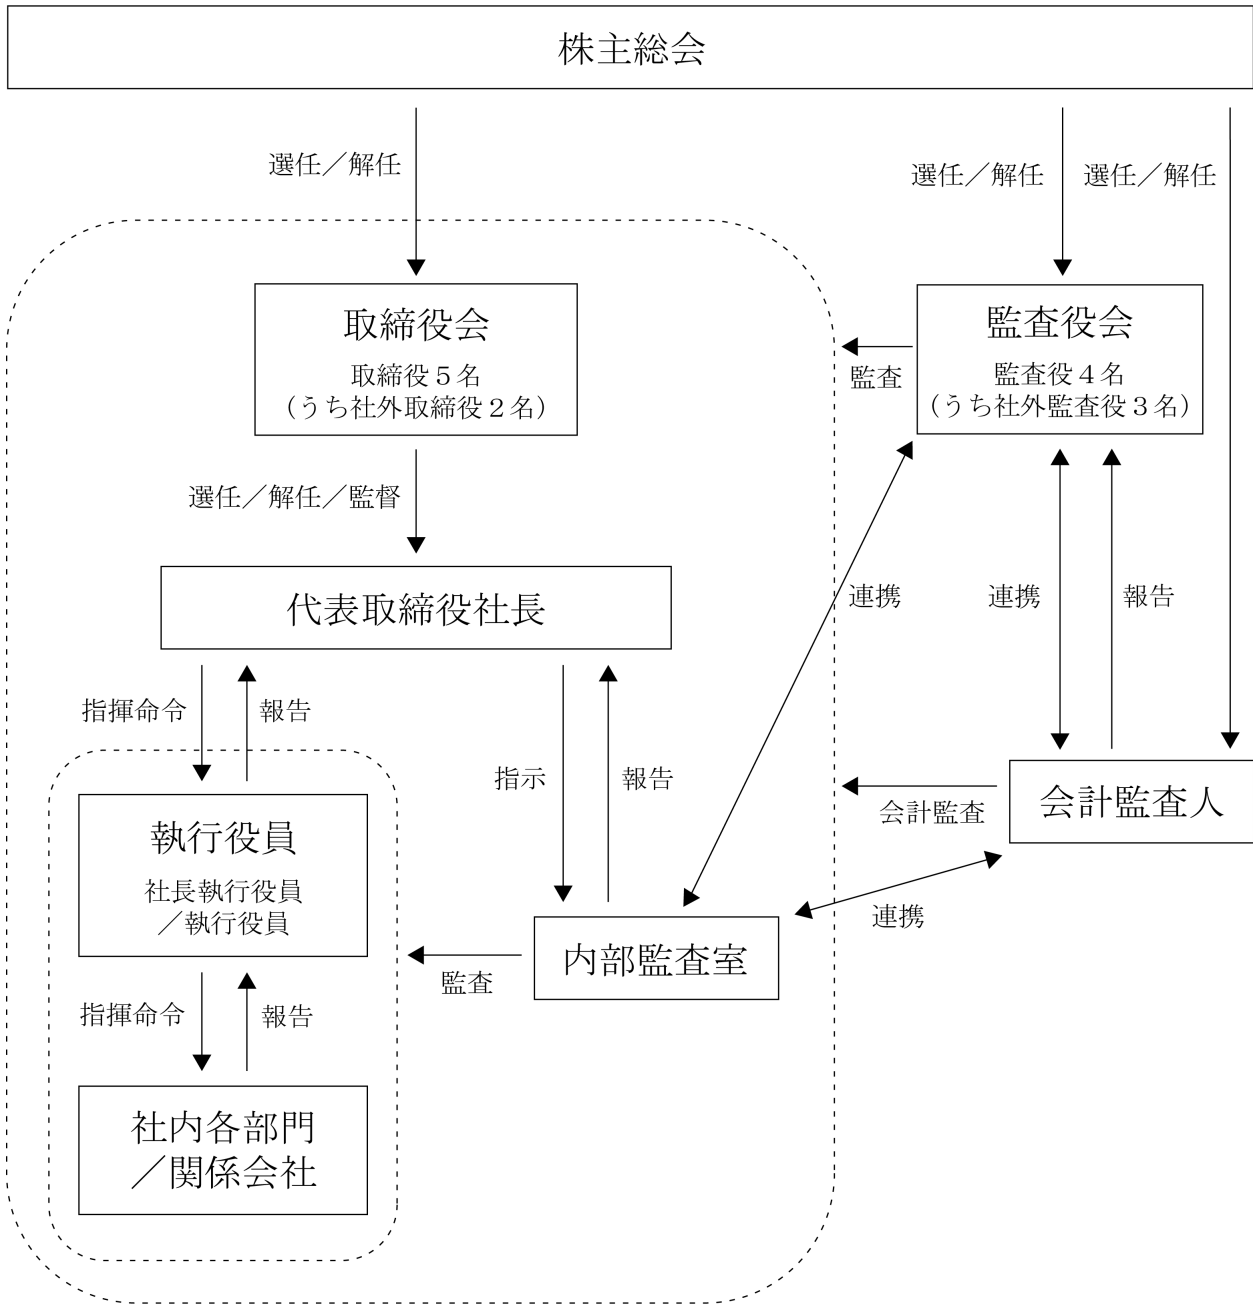 株主総会
選任／解任
選任／解任
選任／解任
取締役会
取締役５名
（うち社外取締役２名）
監査役会
監査役４名
（うち社外監査役３名）
監査
選任／解任／監督
代表取締役社長
連携
連携
報告
指揮命令
報告
指示
報告
会計監査人
会計監査
執行役員
社長執行役員
／執行役員
連携
内部監査室
監査
指揮命令
報告
社内各部門
／関係会社